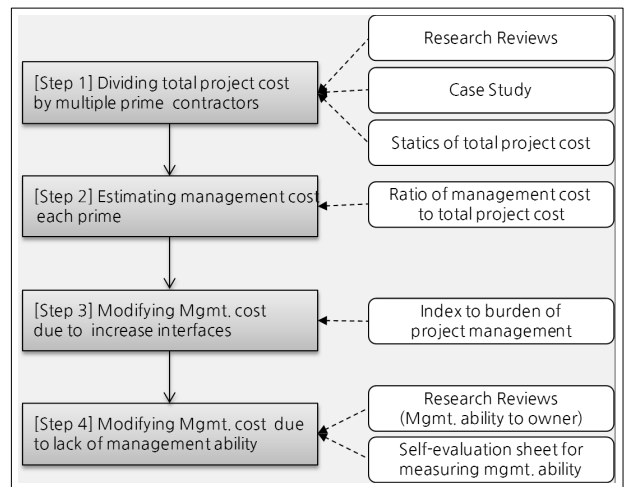 Research Reviews
[Step 1] Dividing total project cost
by multiple prime contractors
Case Study
Statics of total project cost
[Step 2] Estimating management cost
each prime
Ratio of management cost
to total project cost
[Step 3] Modifying Mgmt. cost
due to increase interfaces
Index to burden of
project management
[Step 4] Modifying Mgmt. cost due
to lack of management ability
Research Reviews
(Mgmt. ability to owner)
Self-evaluation sheet for
measuring mgmt. ability